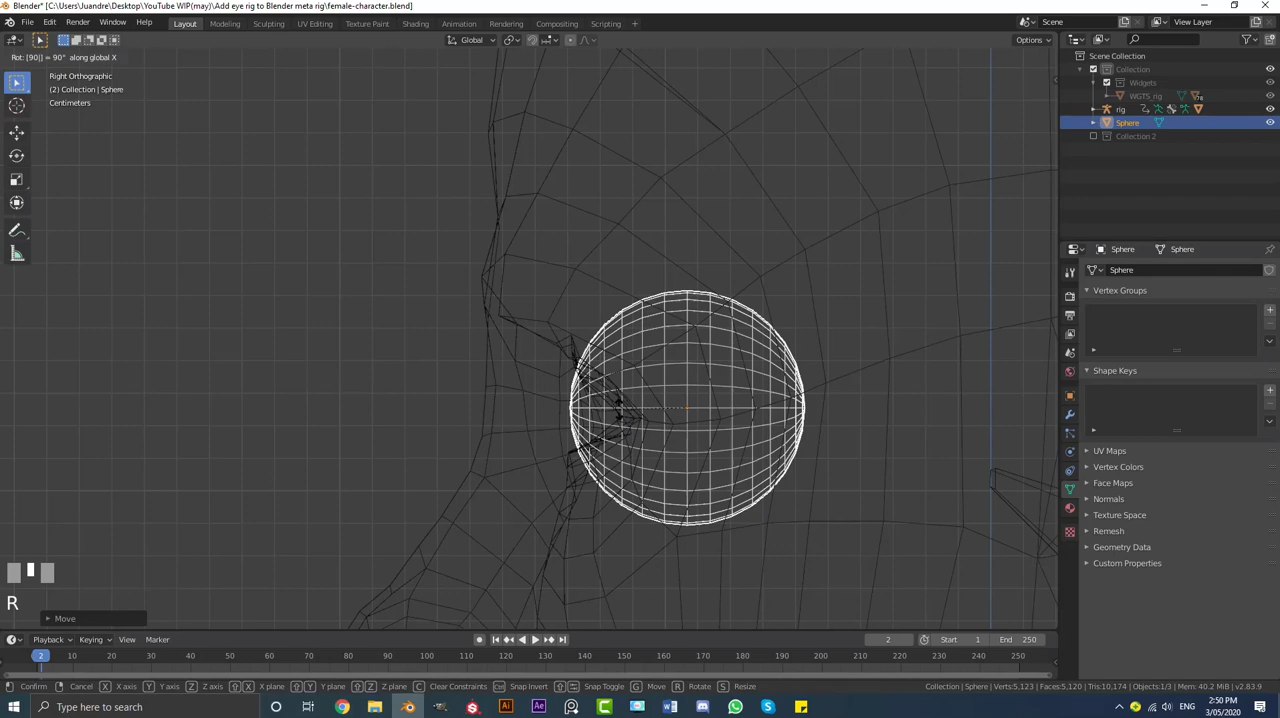 Blender* [C:\Users\Juandre\Desktop\YouTube WIP(may)\Add eye rig to Blender meta rig\female-character.blend]
File Edit Render Window Help Layout Modeling Sculpting UV Editing Texture Paint Shading Animation Rendering Compositing Scripting + Scene View Layer
Global Options
Rot: [90|] = 90° along global X
Right Orthographic
(2) Collection | Sphere
Centimeters
Scene Collection
Collection
Widgets
WGTS_rig 78
rig
Sphere
Collection 2
Sphere Sphere
Sphere
Vertex Groups
Shape Keys
UV Maps
Vertex Colors
Face Maps
Normals
Texture Space
Remesh
Geometry Data
Custom Properties
R
Move
Playback Keying View Marker 2 Start 1 End 250
2 10 20 30 40 50 60 70 80 90 100 110 120 130 140 150 160 170 180 190 200 210 220 230 240 250
Confirm Cancel X X axis Y Y axis Z Z axis X X plane Y Y plane Z Z plane C Clear Constraints Ctrl Snap Invert Snap Toggle G Move R Rotate S Resize Collection | Sphere | Verts:5,123 | Faces:5,120 | Tris:10,174 | Objects:1/3 | Mem: 40.2 MiB | v2.83.9
Type here to search ENG 2:50 PM
3/05/2020